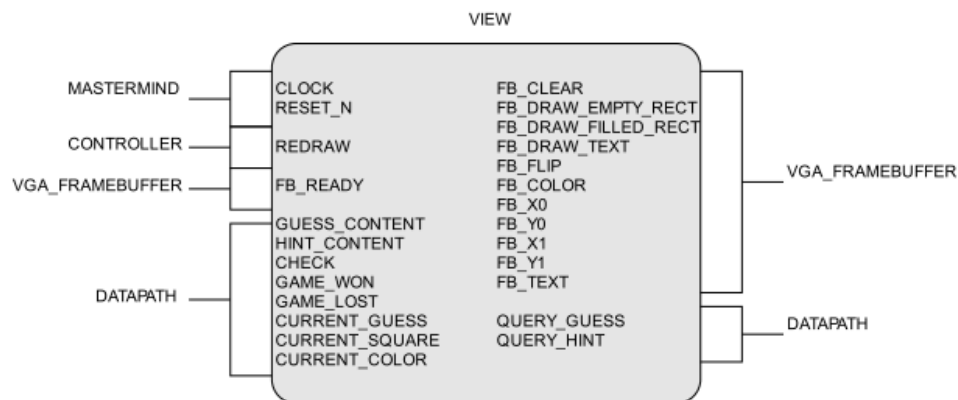 VIEW
MASTERMIND
CONTROLLER
VGA_FRAMEBUFFER
DATAPATH
CLOCK
RESET_N
REDRAW
FB_READY
GUESS_CONTENT
HINT_CONTENT
CHECK
GAME_WON
GAME_LOST
CURRENT_GUESS
CURRENT_SQUARE
CURRENT_COLOR
FB_CLEAR
FB_DRAW_EMPTY_RECT
FB_DRAW_FILLED_RECT
FB_DRAW_TEXT
FB_FLIP
FB_COLOR
FB_X0
FB_Y0
FB_X1
FB_Y1
FB_TEXT
QUERY_GUESS
QUERY_HINT
VGA_FRAMEBUFFER
DATAPATH